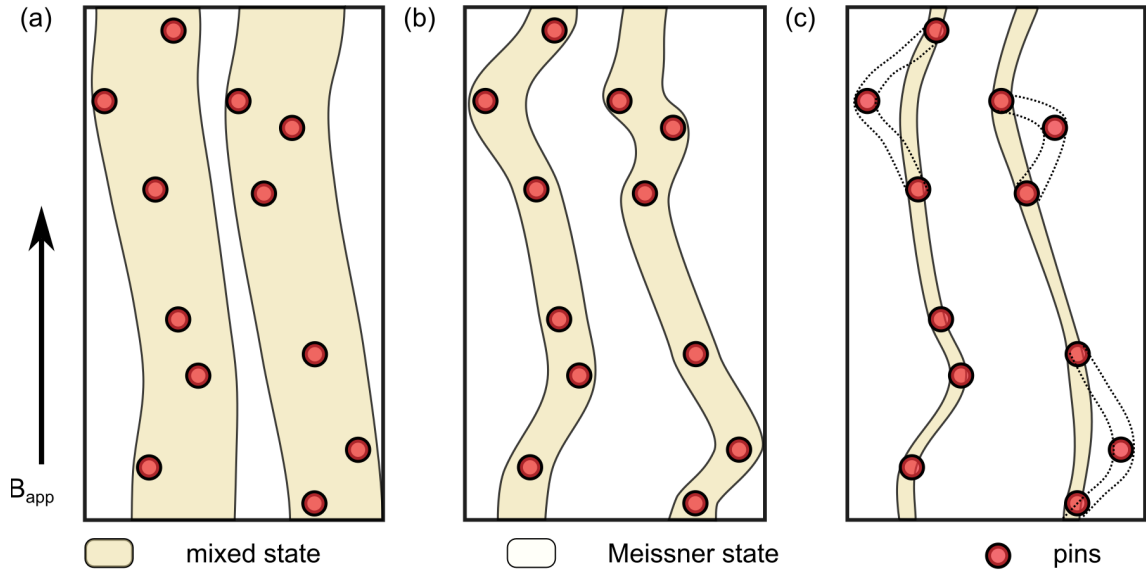 (a)
(b)
(c)
B_app
mixed state
Meissner state
pins